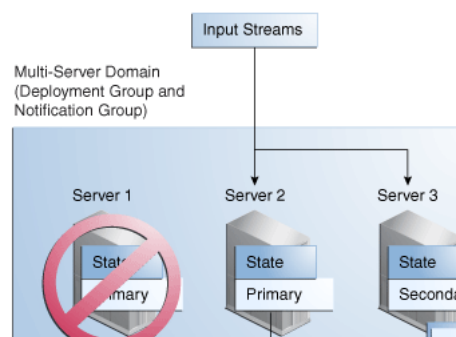 Input Streams
Multi-Server Domain
(Deployment Group and
Notification Group)
Server 1
Server 2
Server 3
State
State
State
Primary